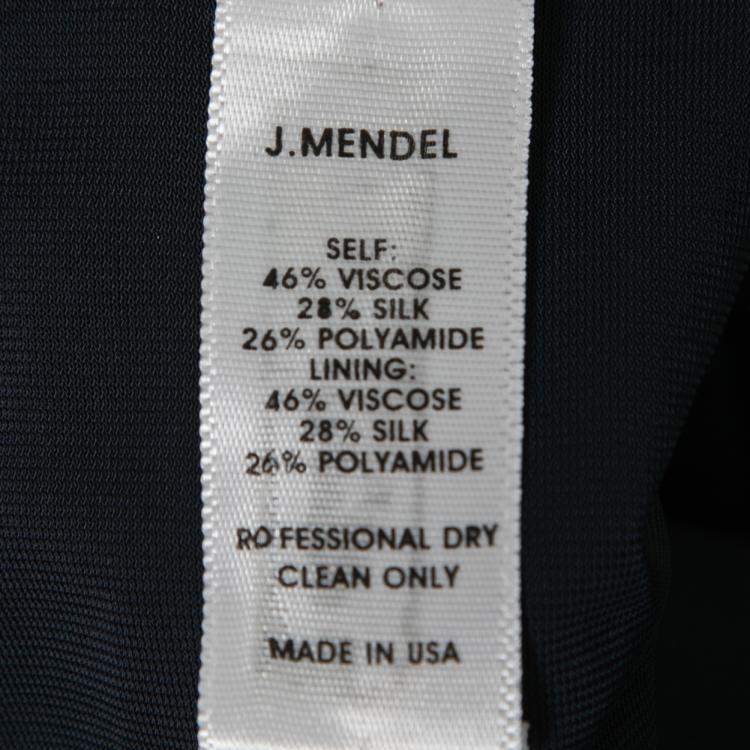 J.MENDEL
SELF:
46% VISCOSE
28% SILK
26% POLYAMIDE
LINING:
46% VISCOSE
28% SILK
26% POLYAMIDE
ROFESSIONAL DRY
CLEAN ONLY
MADE IN USA